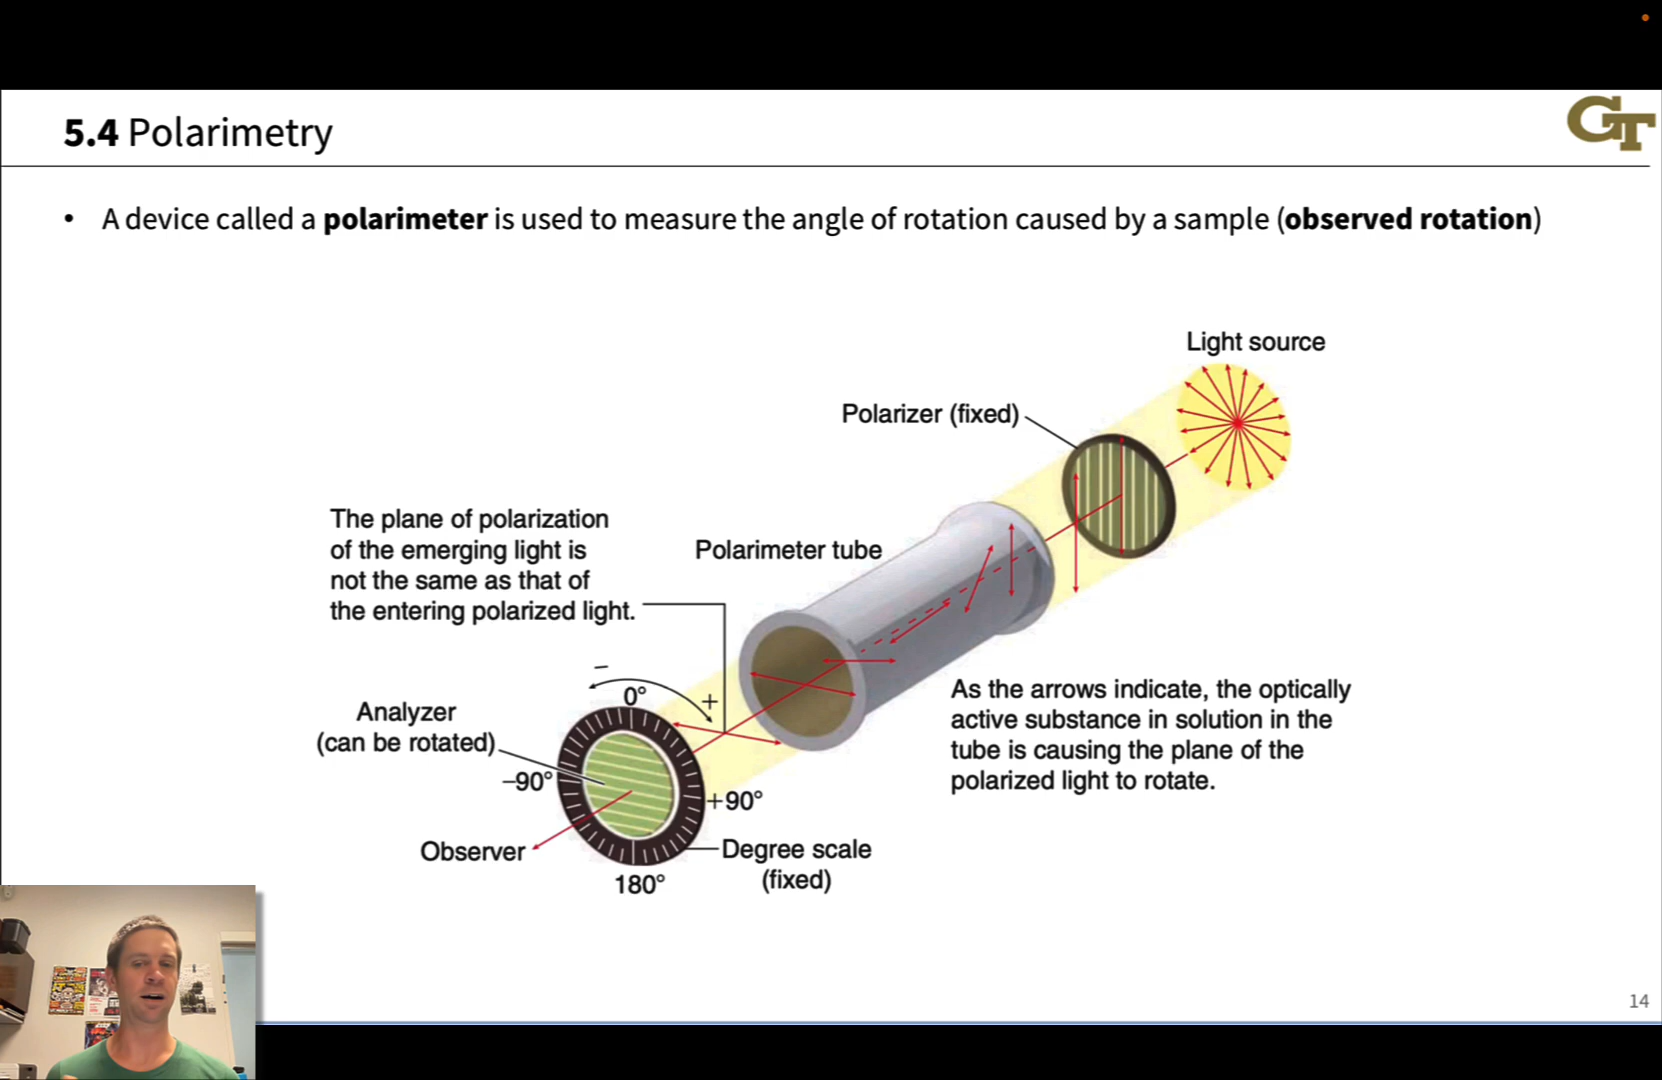 5.4 Polarimetry
GT
• A device called a polarimeter is used to measure the angle of rotation caused by a sample (observed rotation)
Light source
Polarizer (fixed)
The plane of polarization
of the emerging light is
not the same as that of
the entering polarized light.
Polarimeter tube
As the arrows indicate, the optically
active substance in solution in the
tube is causing the plane of the
polarized light to rotate.
–
0°
+
Analyzer
(can be rotated)
–90°
+90°
Observer
Degree scale
(fixed)
180°
14